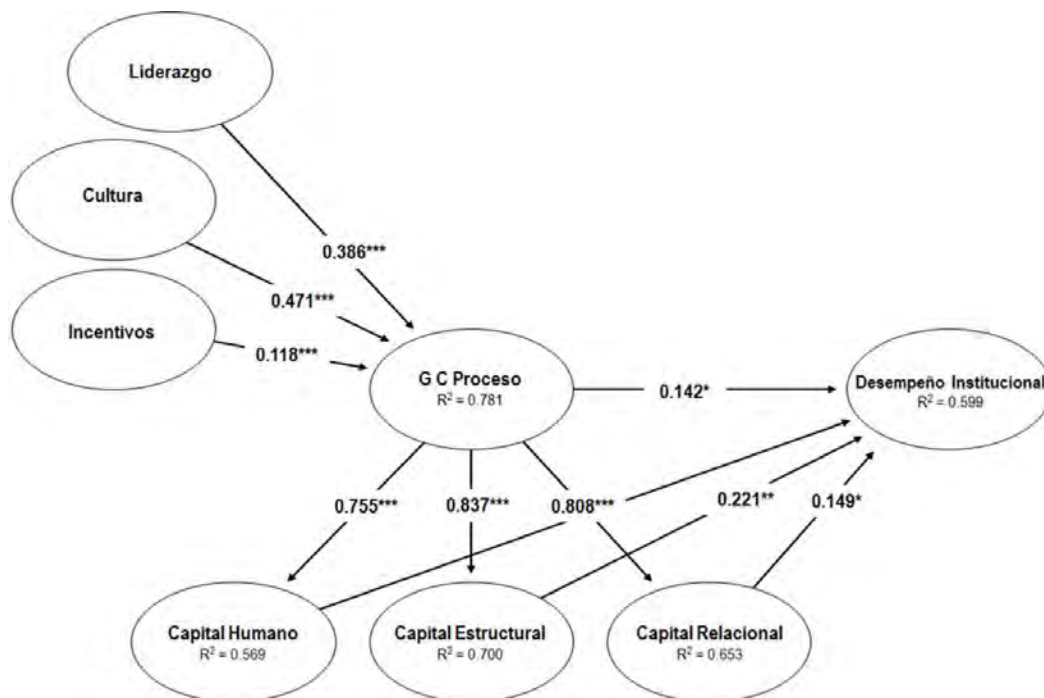 Liderazgo
Cultura
0.386***
0.471***
Incentivos
0.118***
G C Proceso
R² = 0.781
0.142*
Desempeño Institucional
R² = 0.599
0.755***
0.837***
0.808***
0.221**
0.149*
Capital Humano
R² = 0.569
Capital Estructural
R² = 0.700
Capital Relacional
R² = 0.653